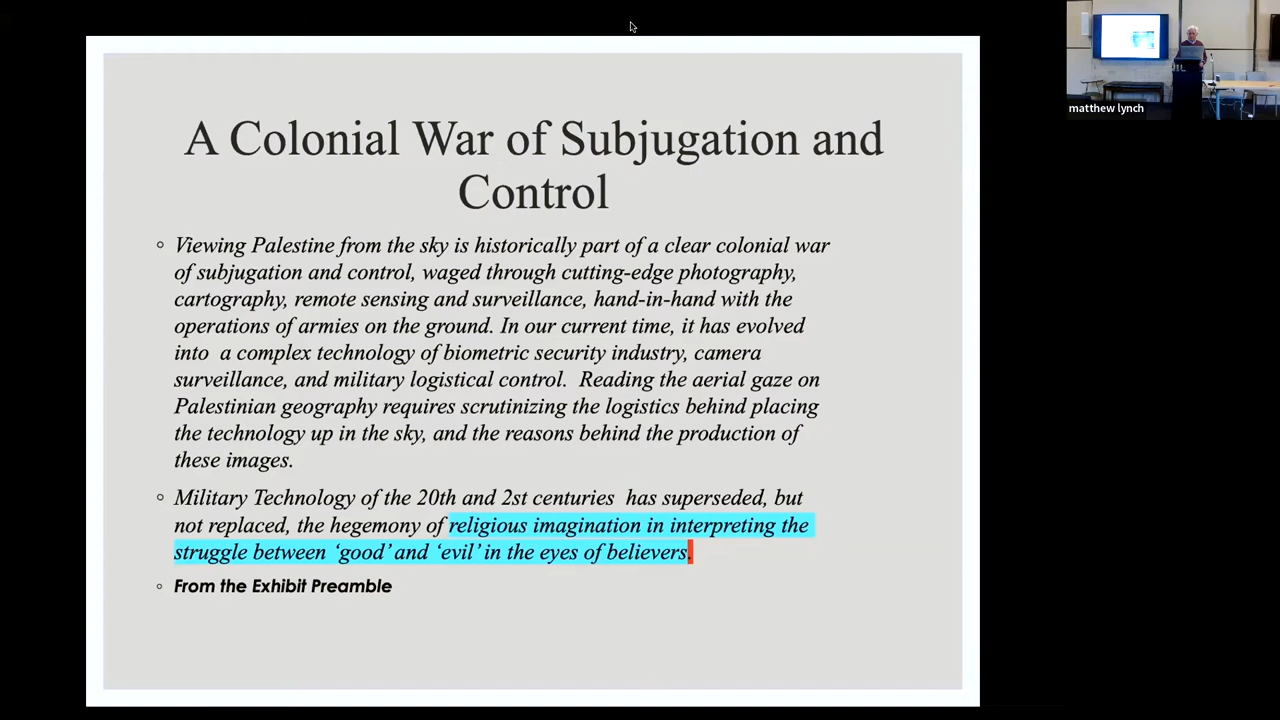 A Colonial War of Subjugation and
Control
Viewing Palestine from the sky is historically part of a clear colonial war
of subjugation and control, waged through cutting-edge photography,
cartography, remote sensing and surveillance, hand-in-hand with the
operations of armies on the ground. In our current time, it has evolved
into a complex technology of biometric security industry, camera
surveillance, and military logistical control. Reading the aerial gaze on
Palestinian geography requires scrutinizing the logistics behind placing
the technology up in the sky, and the reasons behind the production of
these images.
Military Technology of the 20th and 2st centuries has superseded, but
not replaced, the hegemony of religious imagination in interpreting the
struggle between ‘good’ and ‘evil’ in the eyes of believers.
From the Exhibit Preamble
matthew lynch